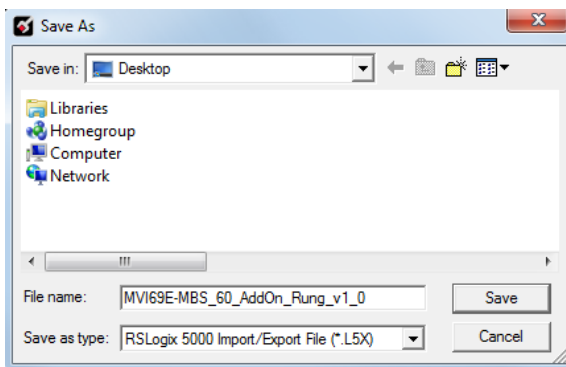 Save As
Save in: Desktop
Libraries
Homegroup
Computer
Network
File name: MVI69E-MBS_60_AddOn_Rung_v1_0 Save
Save as type: RSLogix 5000 Import/Export File (*.L5X) Cancel